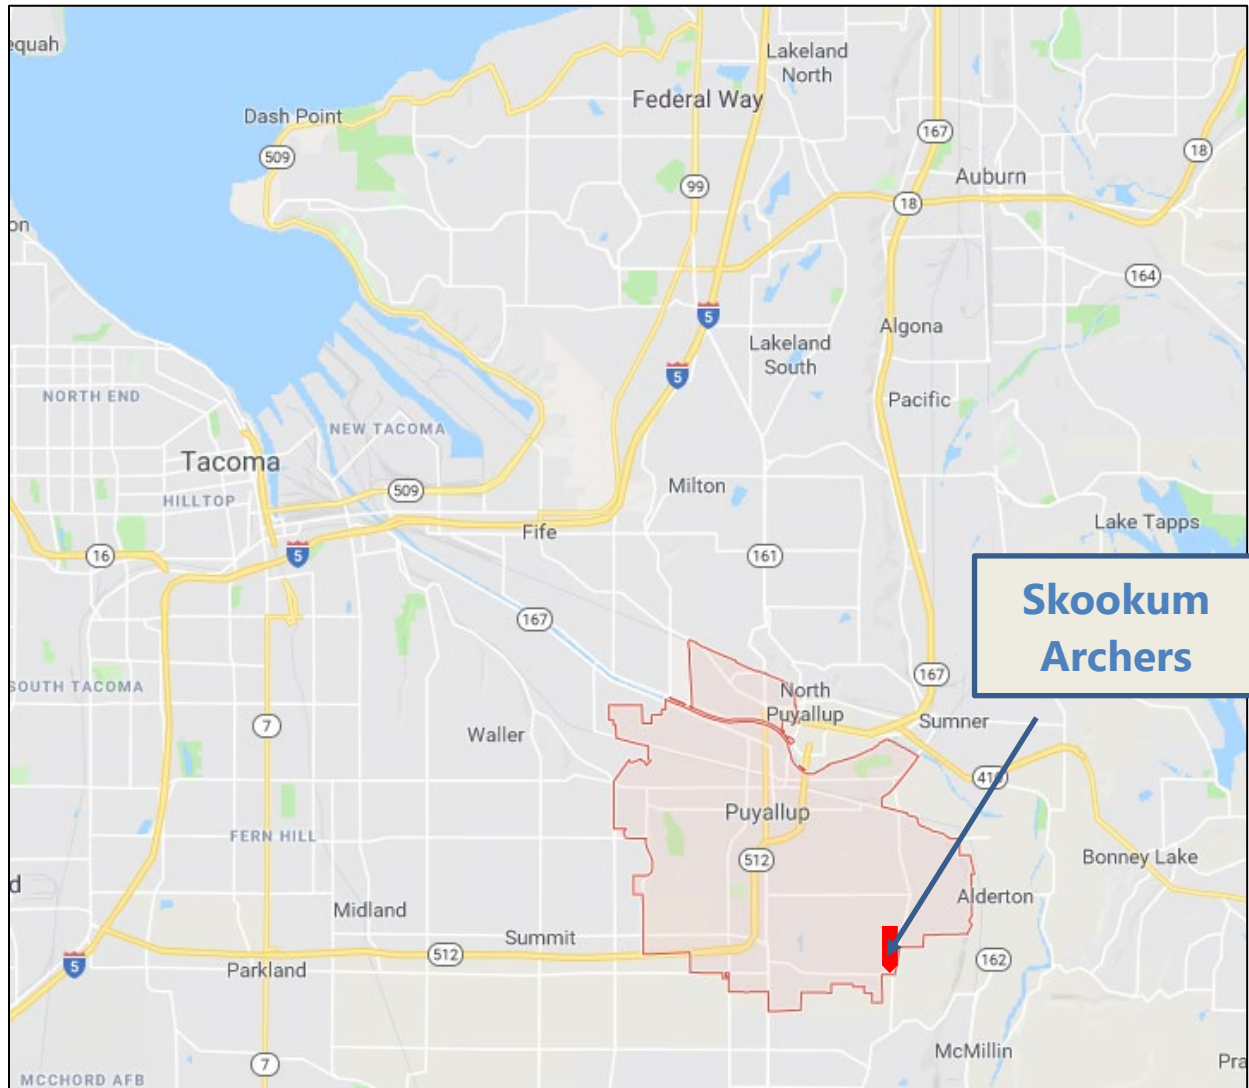 equah
Lakeland
North
Federal Way
Dash Point
509
167
18
99
Auburn
18
on
164
5
Algona
Lakeland
South
5
Pacific
NORTH END
NEW TACOMA
Tacoma
509
HILLTOP
Milton
Fife
Lake Tapps
16
5
161
Skookum
Archers
167
SOUTH TACOMA
167
North
Puyallup
Sumner
7
Waller
410
Puyallup
FERN HILL
512
Bonney Lake
d
Alderton
Midland
Summit
512
162
5
Parkland
McMillin
7
Pra
MCCHORD AFB